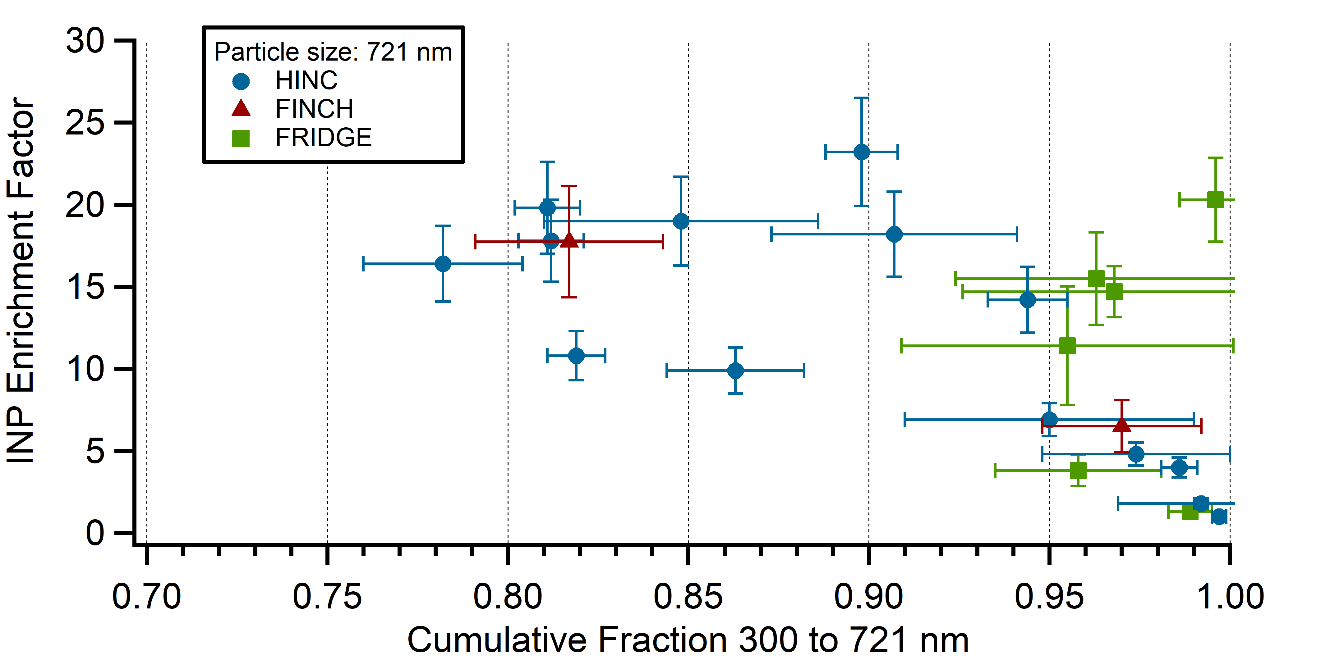 Particle size: 721 nm
HINC
FINCH
FRIDGE
INP Enrichment Factor
30
25
20
15
10
5
0
0.70 0.75 0.80 0.85 0.90 0.95 1.00
Cumulative Fraction 300 to 721 nm